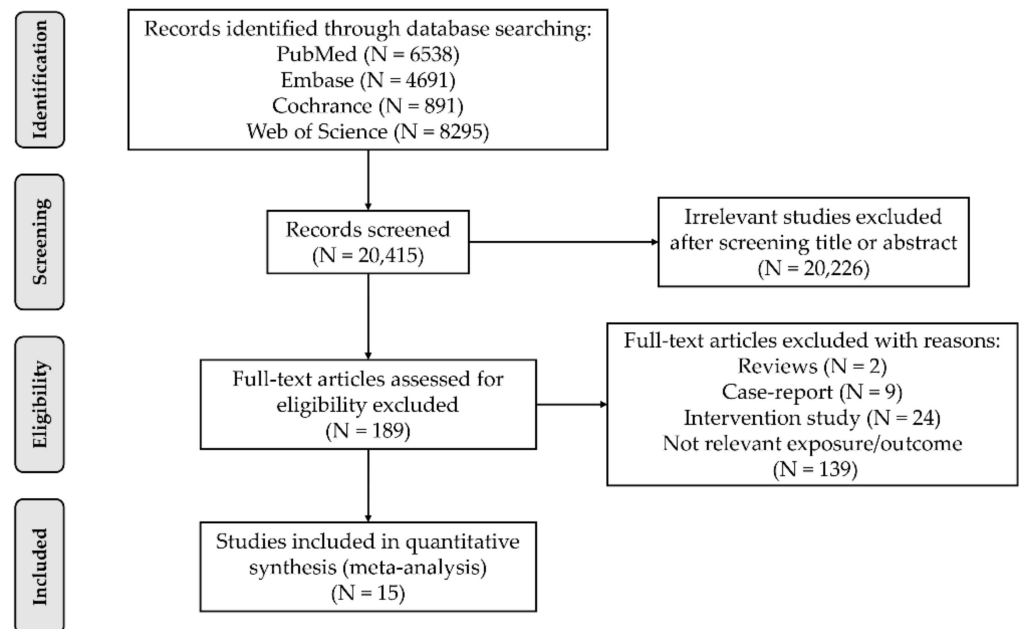 Identification
Records identified through database searching:
PubMed (N = 6538)
Embase (N = 4691)
Cochrance (N = 891)
Web of Science (N = 8295)
Screening
Records screened
(N = 20,415)
Irrelevant studies excluded
after screening title or abstract
(N = 20,226)
Eligibility
Full-text articles assessed for
eligibility excluded
(N = 189)
Full-text articles excluded with reasons:
Reviews (N = 2)
Case-report (N = 9)
Intervention study (N = 24)
Not relevant exposure/outcome
(N = 139)
Included
Studies included in quantitative
synthesis (meta-analysis)
(N = 15)